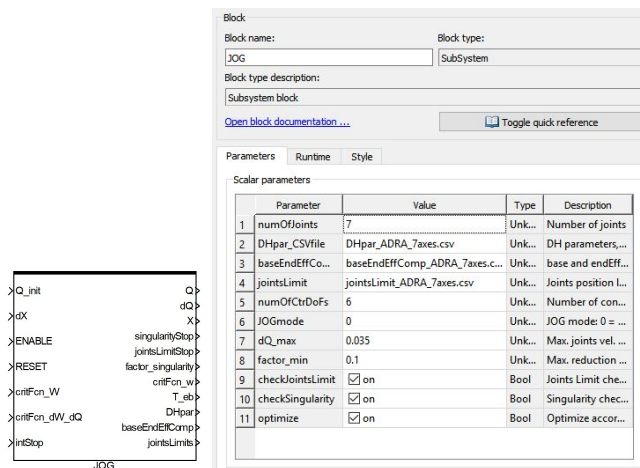 Block
Block name:
Block type:
JOG
SubSystem
Block type description:
Subsystem block
Open block documentation ...
Toggle quick reference
Parameters Runtime Style
Scalar parameters
Parameter Value Type Description
1 numOfJoints 7 Unk... Number of joints
2 DHpar_CSVfile DHpar_ADRA_7axes.csv Unk... DH parameters,...
3 baseEndEffCo... baseEndEffComp_ADRA_7axes.c... Unk... base and endEff...
4 jointsLimit jointsLimit_ADRA_7axes.csv Unk... Joints position l...
5 numOfCtrDoFs 6 Unk... Number of con...
6 JOGmode 0 Unk... JOG mode: 0 = ...
7 dQ_max 0.035 Unk... Max. joints vel. ...
8 factor_min 0.1 Unk... Max. reduction ...
9 checkJointsLimit on Bool Joints Limit che...
10 checkSingularity on Bool Singularity chec...
11 optimize on Bool Optimize accor...
Q_init
dX
ENABLE
RESET
critFcn_W
critFcn_dW_dQ
intStop
Q
dQ
X
singularityStop
jointsLimitStop
factor_singularity
critFcn_w
T_eb
DHpar
baseEndEffComp
jointsLimits
JOG